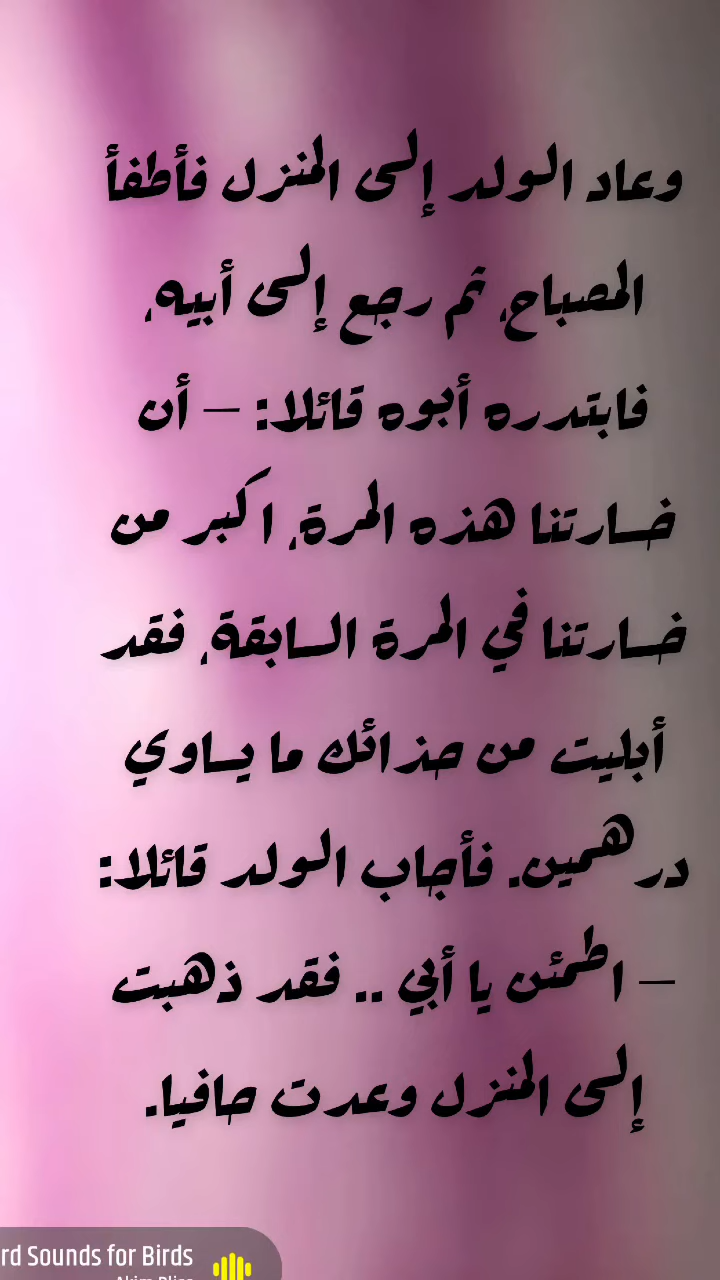 وعاد الولد إلى المنزل فأطفأ
المصباح، ثم رجع إلى أبيه،
فابتدره أبوه قائلا: – أن
خسارتنا هذه المرة، اكبر من
خسارتنا في المرة السابقة، فقد
أبليت من حذائك ما يساوي
درهمين. فأجاب الولد قائلا:
– اطمئن يا أبي .. فقد ذهبت
إلى المنزل وعدت حافيا.
rd Sounds for Birds